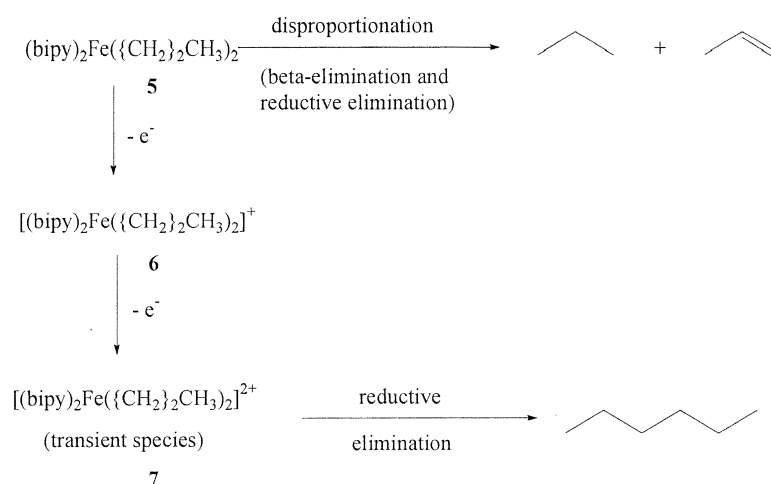 (bipy)₂Fe({CH₂}₂CH₃)₂
disproportionation
+
5
(beta-elimination and
reductive elimination)
- e⁻
[(bipy)₂Fe({CH₂}₂CH₃)₂]⁺
6
- e⁻
[(bipy)₂Fe({CH₂}₂CH₃)₂]²⁺
reductive
(transient species)
elimination
7